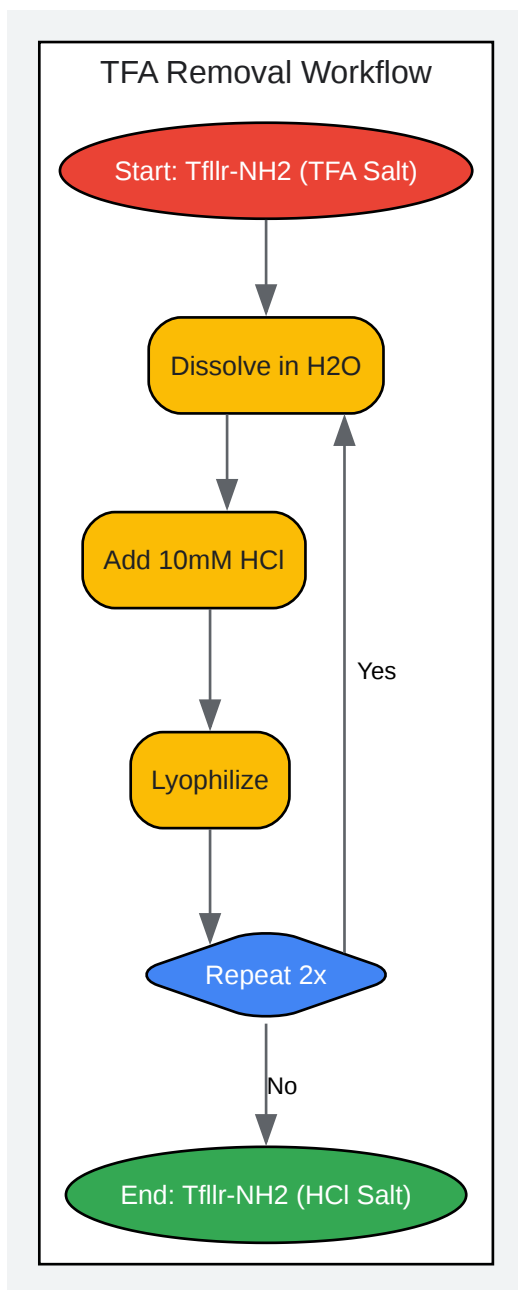 TFA Removal Workflow
Start: Tfllr-NH2 (TFA Salt)
Dissolve in H2O
Add 10mM HCl
Yes
Lyophilize
Repeat 2x
No
End: Tfllr-NH2 (HCl Salt)